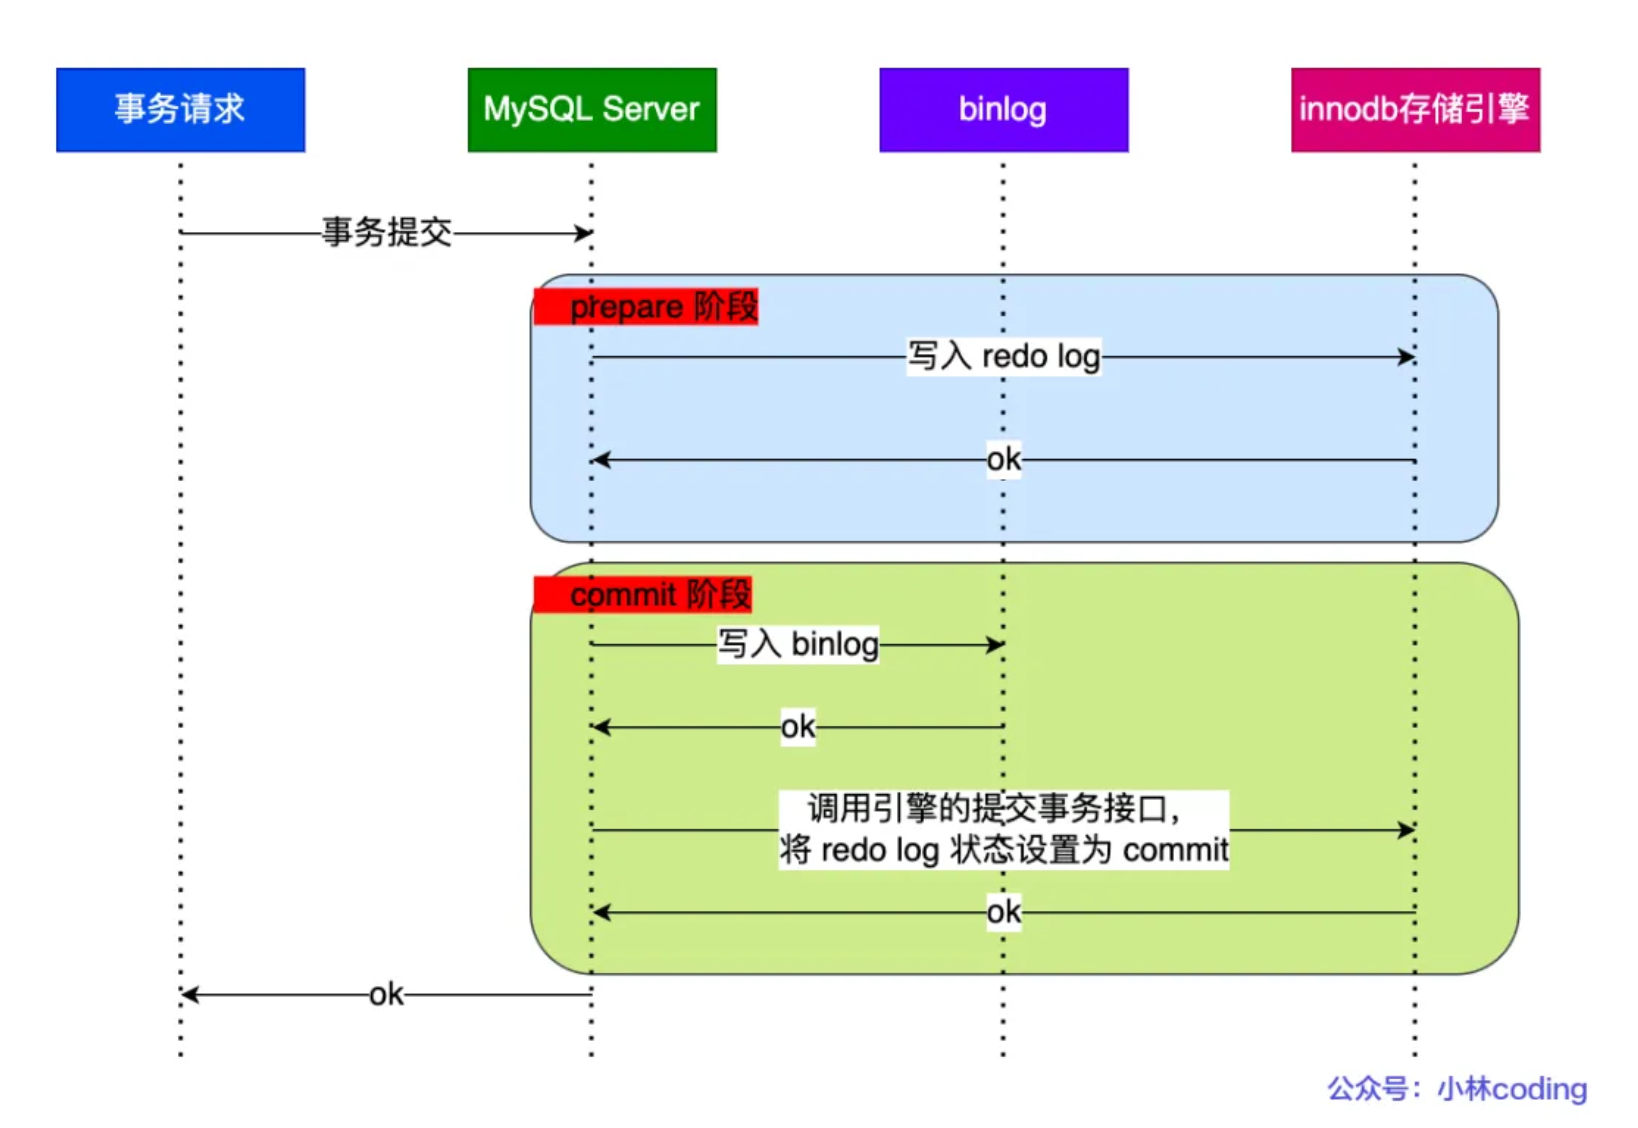 事务请求
MySQL Server
binlog
innodb存储引擎
事务提交
prepare 阶段
写入 redo log
ok
commit 阶段
写入 binlog
ok
调用引擎的提交事务接口，
将 redo log 状态设置为 commit
ok
ok
公众号：小林coding